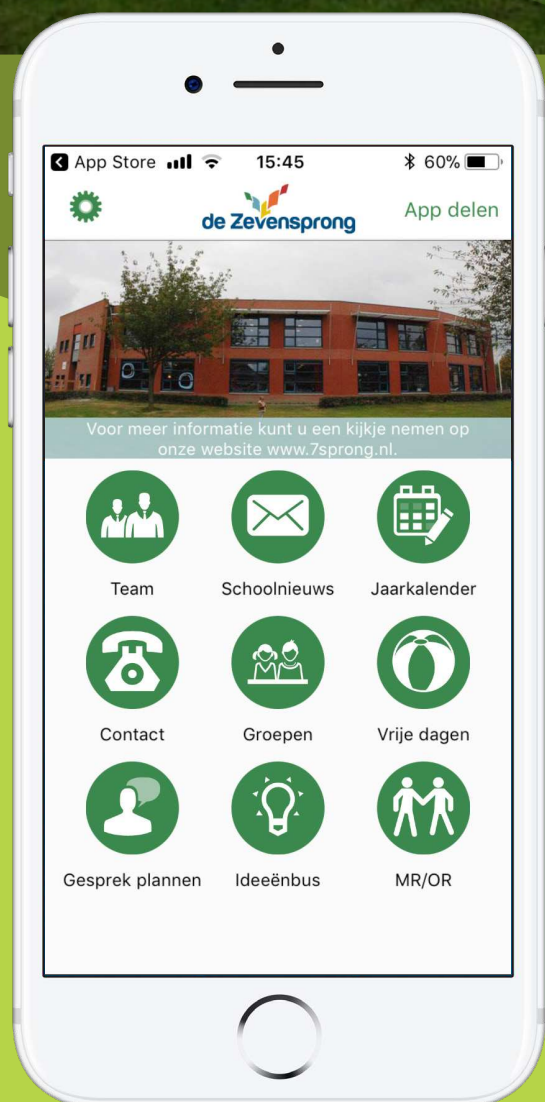 App Store 15:45 60%
de Zevensprong App delen
Voor meer informatie kunt u een kijkje nemen op
onze website www.7sprong.nl.
Team Schoolnieuws Jaarkalender
Contact Groepen Vrije dagen
Gesprek plannen Ideeënbus MR/OR